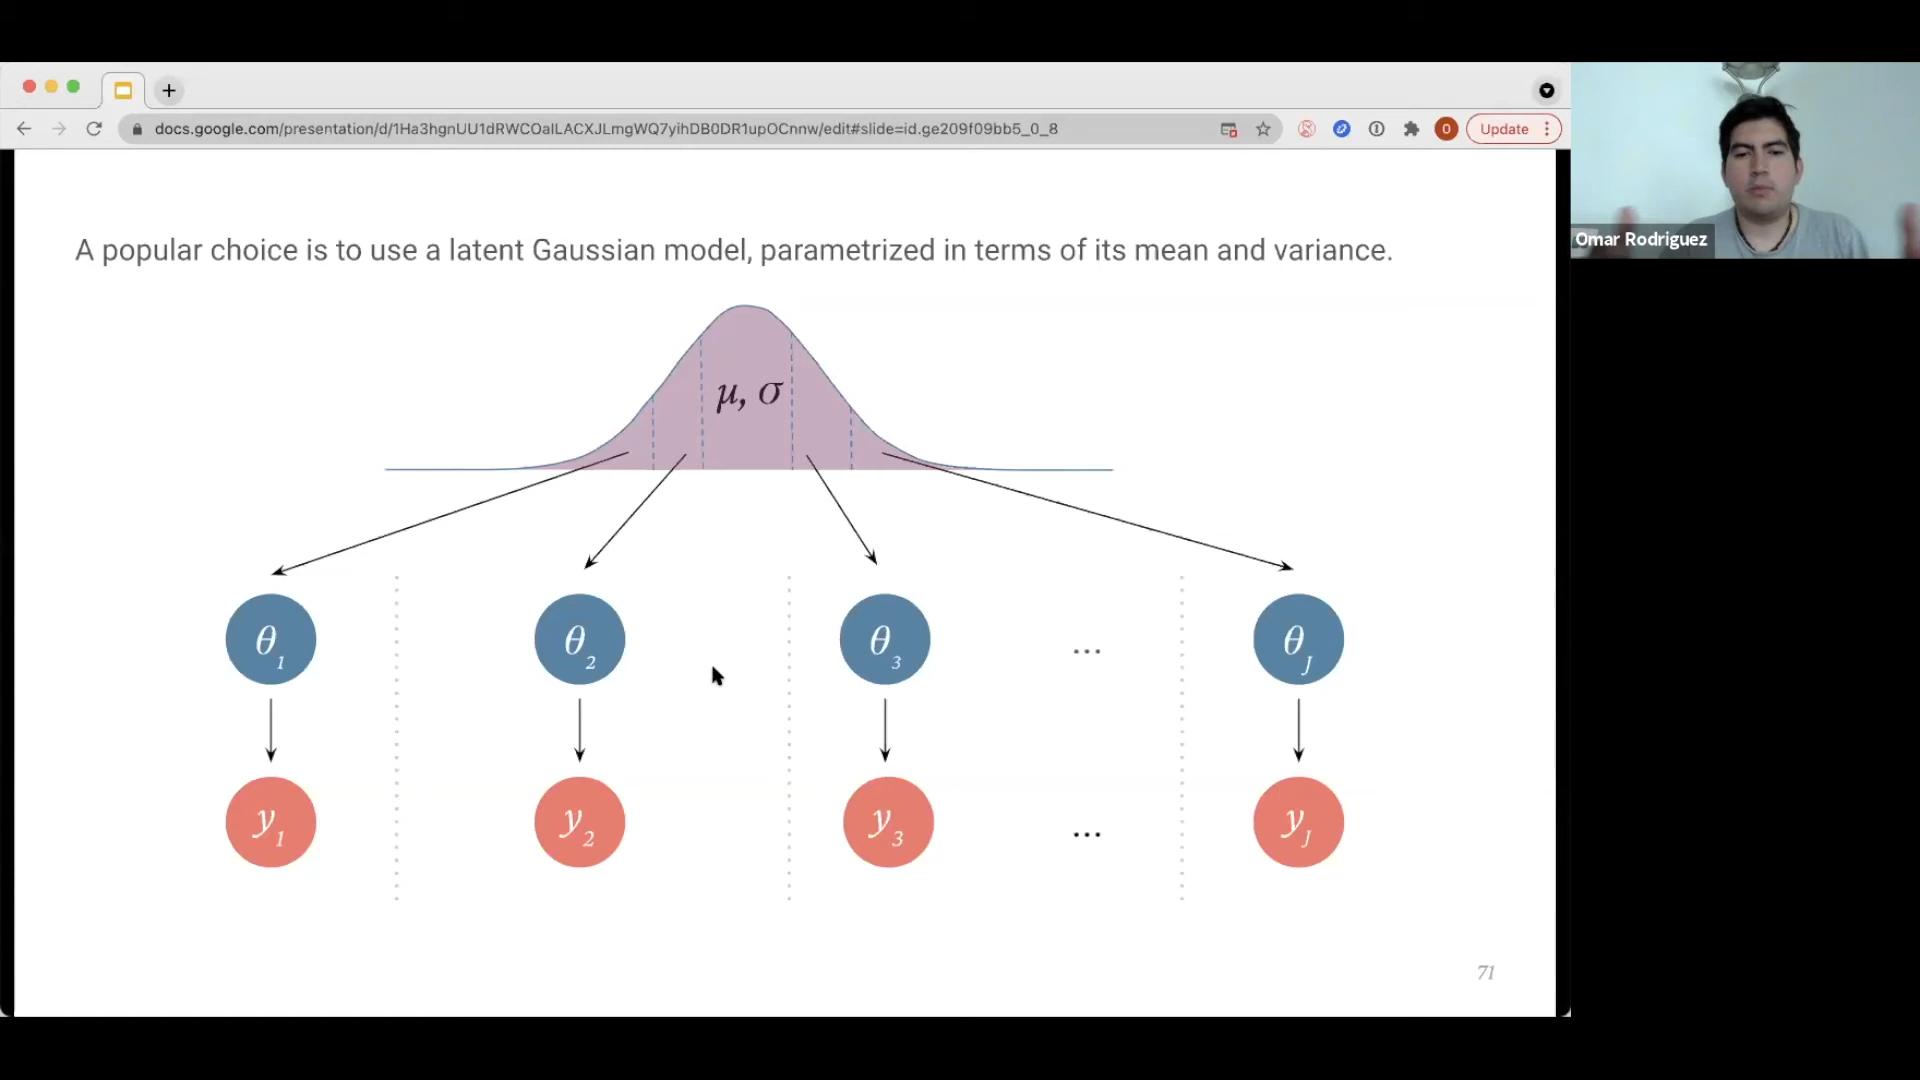 docs.google.com/presentation/d/1Ha3hgnUU1dRWCOalLACXJLmgWQ7yihDB0DR1upOCnnw/edit#slide=id.ge209f09bb5_0_8
O
Update
Omar Rodriguez
A popular choice is to use a latent Gaussian model, parametrized in terms of its mean and variance.
μ, σ
θ1 θ2 θ3 ... θJ
y1 y2 y3 ... yJ
71